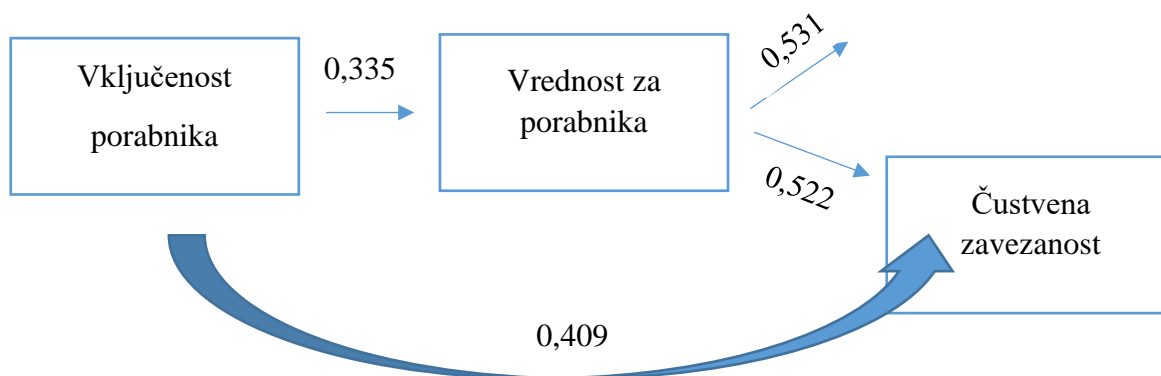 Vključenost
porabnika
0,335
Vrednost za
porabnika
0,531
0,522
Čustvena
zavezanost
0,409